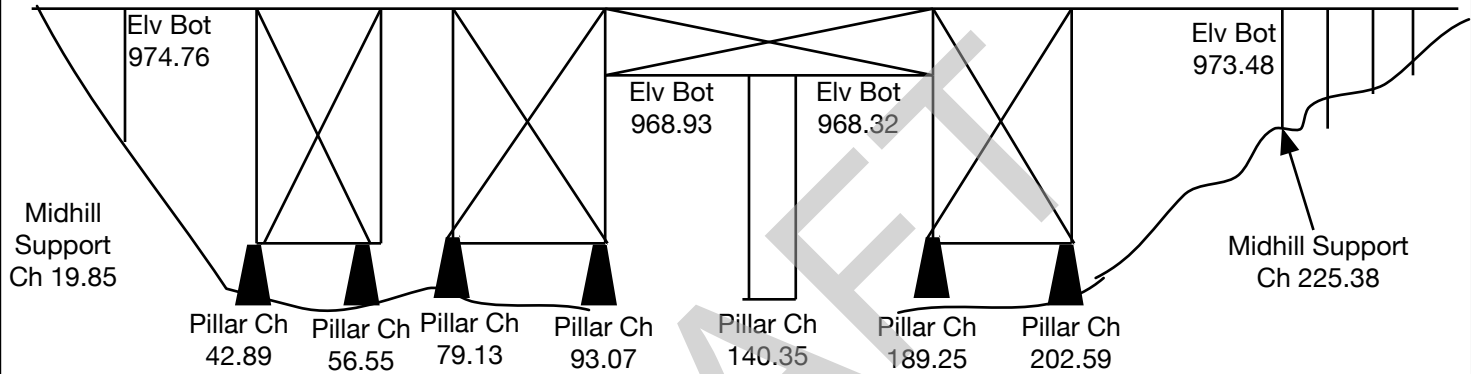 Elv Bot
974.76
Elv Bot
973.48
Elv Bot
968.93
Elv Bot
968.32
Midhill
Support
Ch 19.85
Midhill Support
Ch 225.38
Pillar Ch
42.89
Pillar Ch
56.55
Pillar Ch
79.13
Pillar Ch
93.07
Pillar Ch
140.35
Pillar Ch
189.25
Pillar Ch
202.59
AFT